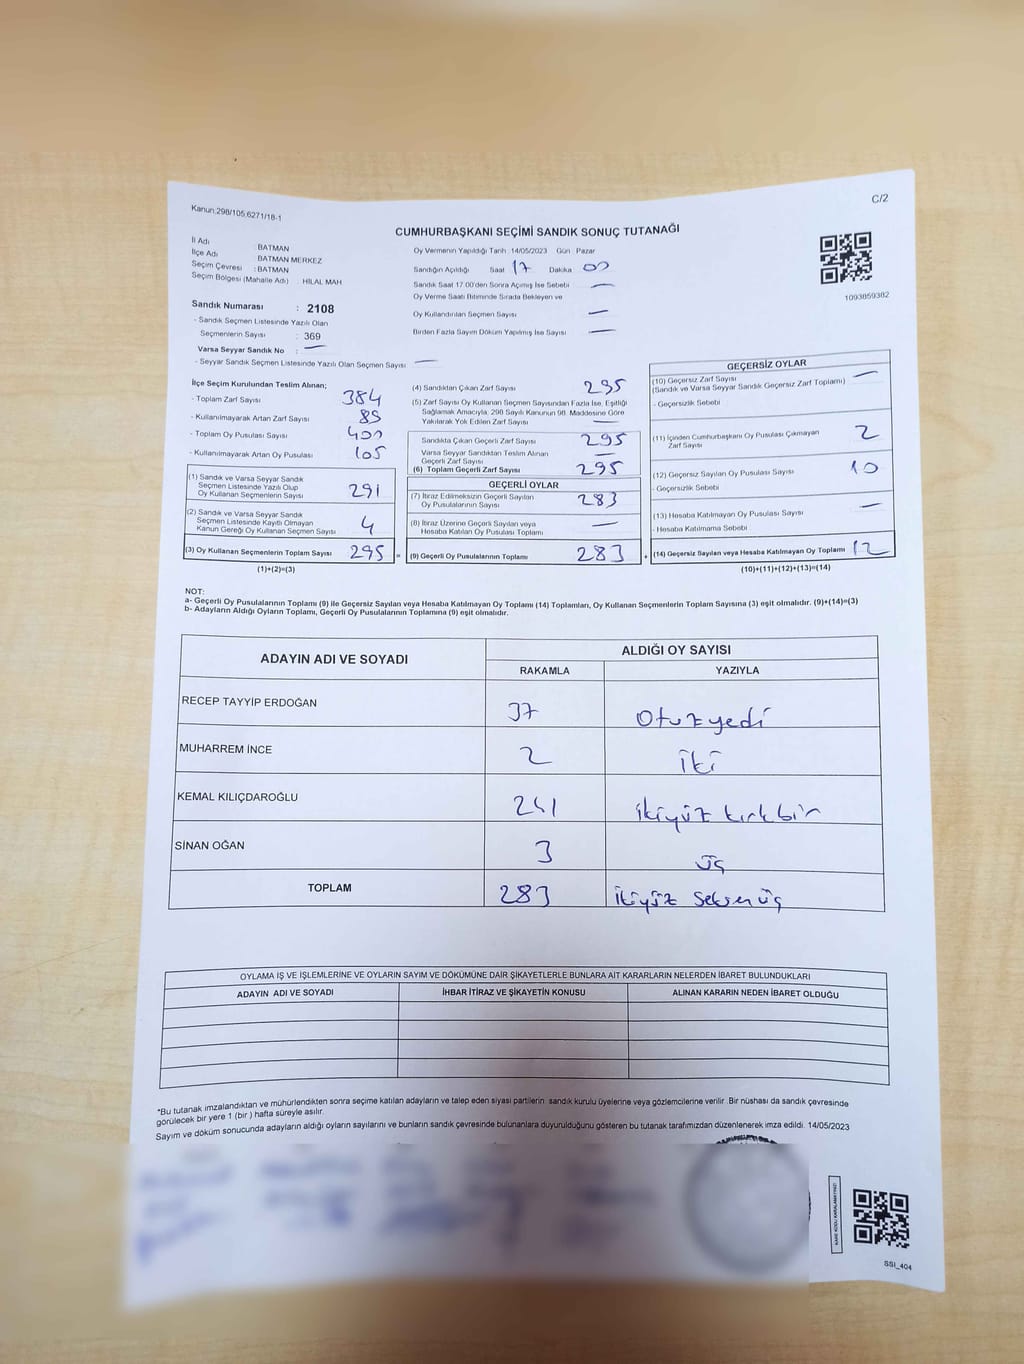 Kanun,298/105,6271/18-1
C/2
CUMHURBAŞKANI SEÇİMİ SANDIK SONUÇ TUTANAĞI
İl Adı : BATMAN
İlçe Adı : BATMAN MERKEZ
Seçim Çevresi : BATMAN
Seçim Bölgesi (Mahalle Adı) : HİLAL MAH
Sandık Numarası : 2108
- Sandık Seçmen Listesinde Yazılı Olan
Seçmenlerin Sayısı : 369
Varsa Seyyar Sandık No : —
- Seyyar Sandık Seçmen Listesinde Yazılı Olan Seçmen Sayısı —
Oy Vermenin Yapıldığı Tarih 14/05/2023 Gün Pazar
Sandığın Açıldığı Saat 17 Dakika 00
Sandık Saat 17.00'den Sonra Açımış İse Sebebi —
Oy Verme Saati Bitiminde Sırada Bekleyen ve
Oy Kullandırılan Seçmen Sayısı —
Birden Fazla Sayım Döküm Yapılmış İse Sayısı —
1093859382
İlçe Seçim Kurulundan Teslim Alınan;
- Toplam Zarf Sayısı 384
- Kullanılmayarak Artan Zarf Sayısı 89
- Toplam Oy Pusulası Sayısı 400
- Kullanılmayarak Artan Oy Pusulası 105
(1) Sandık ve Varsa Seyyar Sandık
Seçmen Listesinde Yazılı Olup
Oy Kullanan Seçmenlerin Sayısı 291
(2) Sandık ve Varsa Seyyar Sandık
Seçmen Listesinde Kayıtlı Olmayan
Kanun Gereği Oy Kullanan Seçmen Sayısı 4
(3) Oy Kullanan Seçmenlerin Toplam Sayısı 295 =
(1)+(2)=(3)
(4) Sandıktan Çıkan Zarf Sayısı 295
(5) Zarf Sayısı Oy Kullanan Seçmen Sayısından Fazla İse, Eşitliği
Sağlamak Amacıyla, 298 Sayılı Kanunun 98. Maddesine Göre
Yakılarak Yok Edilen Zarf Sayısı —
Sandıkta Çıkan Geçerli Zarf Sayısı 295
Varsa Seyyar Sandıktan Teslim Alınan
Geçerli Zarf Sayısı —
(6) Toplam Geçerli Zarf Sayısı 295
GEÇERLİ OYLAR
(7) İtiraz Edilmeksizin Geçerli Sayılan
Oy Pusulalarının Sayısı 283
(8) İtiraz Üzerine Geçerli Sayılan veya
Hesaba Katılan Oy Pusulası Toplamı —
(9) Geçerli Oy Pusulalarının Toplamı 283 +
GEÇERSİZ OYLAR
(10) Geçersiz Zarf Sayısı —
(Sandık ve Varsa Seyyar Sandık Geçersiz Zarf Toplamı)
- Geçersizlik Sebebi
(11) İçinden Cumhurbaşkanı Oy Pusulası Çıkmayan
Zarf Sayısı 2
(12) Geçersiz Sayılan Oy Pusulası Sayısı 10
- Geçersizlik Sebebi
(13) Hesaba Katılmayan Oy Pusulası Sayısı —
- Hesaba Katılmama Sebebi
(14) Geçersiz Sayılan veya Hesaba Katılmayan Oy Toplamı 12
(10)+(11)+(12)+(13)=(14)
NOT:
a- Geçerli Oy Pusulalarının Toplamı (9) ile Geçersiz Sayılan veya Hesaba Katılmayan Oy Toplamı (14) Toplamları, Oy Kullanan Seçmenlerin Toplam Sayısına (3) eşit olmalıdır. (9)+(14)=(3)
b- Adayların Aldığı Oyların Toplamı, Geçerli Oy Pusulalarının Toplamına (9) eşit olmalıdır.
ADAYIN ADI VE SOYADI
ALDIĞI OY SAYISI
RAKAMLA YAZIYLA
RECEP TAYYİP ERDOĞAN 37 otuzyedi
MUHARREM İNCE 2 iki
KEMAL KILIÇDAROĞLU 241 ikiyüz kırkbir
SİNAN OĞAN 3 üç
TOPLAM 283 ikiyüz seksenüç
OYLAMA İŞ VE İŞLEMLERİNE VE OYLARIN SAYIM VE DÖKÜMÜNE DAİR ŞİKAYETLERLE BUNLARA AİT KARARLARIN NELERDEN İBARET BULUNDUKLARI
ADAYIN ADI VE SOYADI İHBAR İTİRAZ VE ŞİKAYETİN KONUSU ALINAN KARARIN NEDEN İBARET OLDUĞU
*Bu tutanak imzalandıktan ve mühürlendikten sonra seçime katılan adayların ve talep eden siyasi partilerin sandık kurulu üyelerine veya gözlemcilerine verilir. Bir nüshası da sandık çevresinde
görülecek bir yere 1 (bir) hafta süreyle asılır.
Sayım ve döküm sonucunda adayların aldığı oyların sayılarını ve bunların sandık çevresinde bulunanlara duyurulduğunu gösteren bu tutanak tarafımızdan düzenlenerek imza edildi. 14/05/2023
KARE KODU KARALAMAYINIZ!
SSI_404